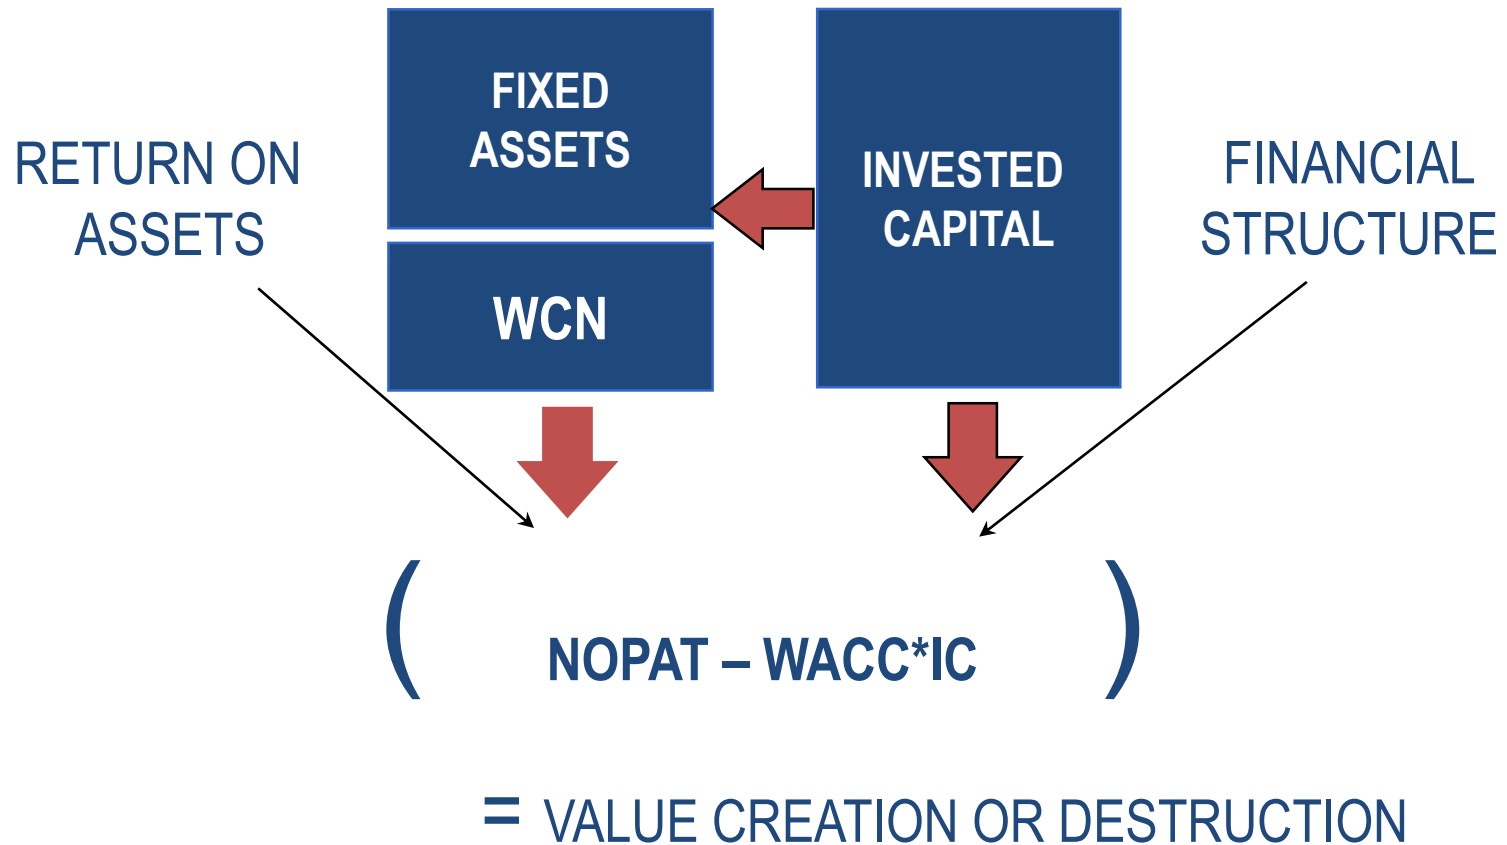 FIXED
ASSETS
WCN
INVESTED
CAPITAL
RETURN ON
ASSETS
FINANCIAL
STRUCTURE
( NOPAT – WACC*IC )
= VALUE CREATION OR DESTRUCTION